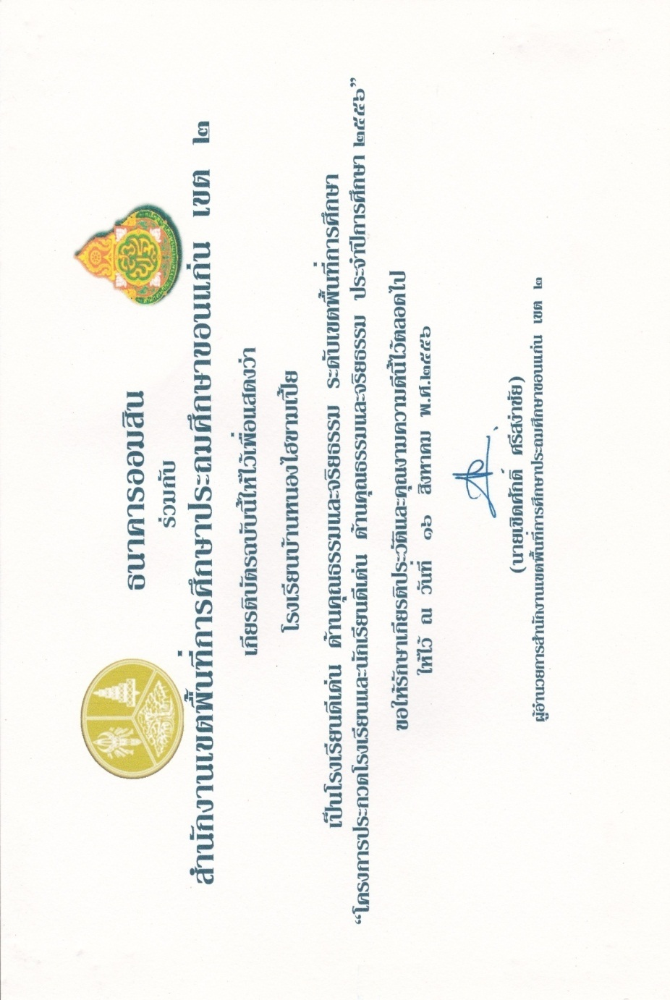 ธนาคารออมสิน
ร่วมกับ
สำนักงานเขตพื้นที่การศึกษาประถมศึกษาขอนแก่น เขต ๒
เกียรติบัตรฉบับนี้ให้ไว้เพื่อแสดงว่า
โรงเรียนบ้านหนองไฮขามเปี้ย
เป็นโรงเรียนดีเด่น ด้านคุณธรรมและจริยธรรม ระดับเขตพื้นที่การศึกษา
“โครงการประกวดโรงเรียนและนักเรียนดีเด่น ด้านคุณธรรมและจริยธรรม ประจำปีการศึกษา ๒๕๕๖”
ขอให้รักษาเกียรติประวัติและคุณงามความดีนี้ไว้ตลอดไป
ให้ไว้ ณ วันที่ ๑๖ สิงหาคม พ.ศ.๒๕๕๖
(นายเชิดศักดิ์ ศรีสง่าชัย)
ผู้อำนวยการสำนักงานเขตพื้นที่การศึกษาประถมศึกษาขอนแก่น เขต ๒